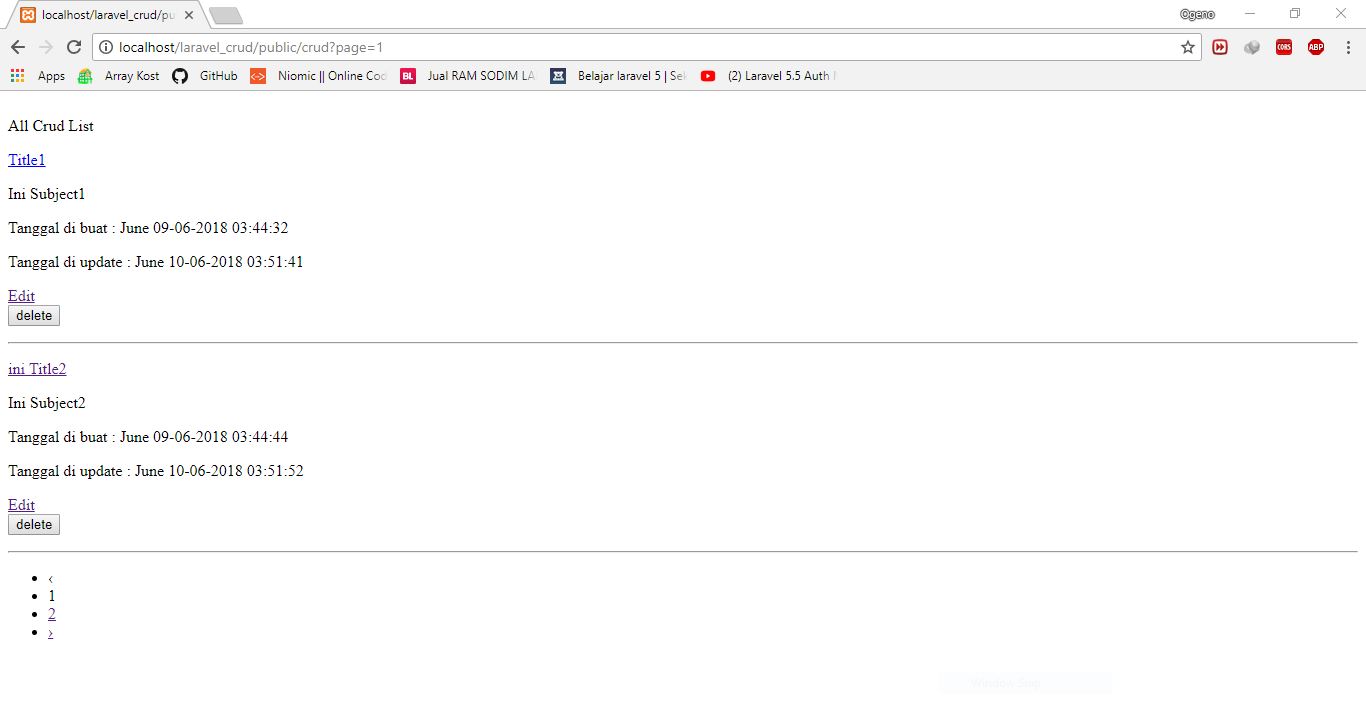 localhost/laravel_crud/pu
Ogeno
localhost/laravel_crud/public/crud?page=1
CORS
ABP
Apps
Array Kost
GitHub
Niomic || Online Cod
BL
Jual RAM SODIM LA
Belajar laravel 5 | Sek
(2) Laravel 5.5 Auth
All Crud List
Title1
Ini Subject1
Tanggal di buat : June 09-06-2018 03:44:32
Tanggal di update : June 10-06-2018 03:51:41
Edit
delete
ini Title2
Ini Subject2
Tanggal di buat : June 09-06-2018 03:44:44
Tanggal di update : June 10-06-2018 03:51:52
Edit
delete
‹
1
2
›